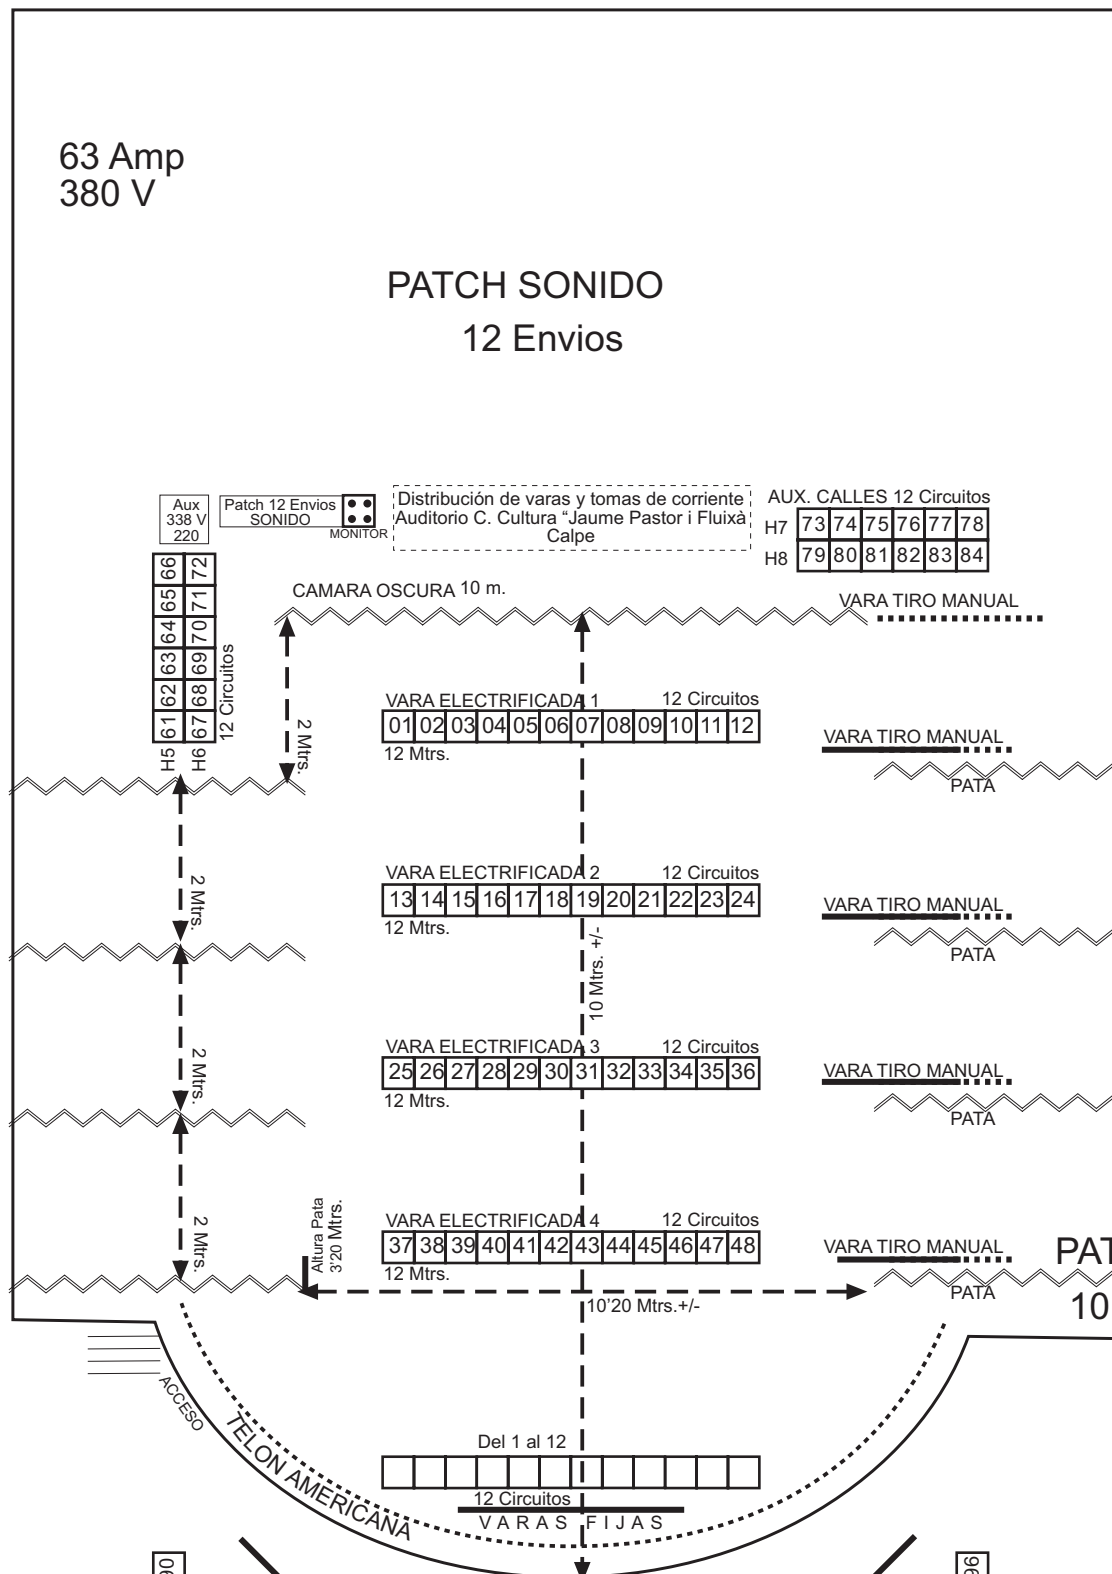 63 Amp
380 V
PATCH SONIDO
12 Envios
Aux
338 V
220
Patch 12 Envios
SONIDO
MONITOR
Distribución de varas y tomas de corriente
Auditorio C. Cultura “Jaume Pastor i Fluixà
Calpe
AUX. CALLES 12 Circuitos
H7 73 74 75 76 77 78
H8 79 80 81 82 83 84
66 72
65 71
64 70
63 69
62 68
61 67
H5 H6
12 Circuitos
CAMARA OSCURA 10 m.
VARA TIRO MANUAL
2 Mtrs.
VARA ELECTRIFICADA 1 12 Circuitos
01 02 03 04 05 06 07 08 09 10 11 12
12 Mtrs.
VARA TIRO MANUAL
PATA
2 Mtrs.
VARA ELECTRIFICADA 2 12 Circuitos
13 14 15 16 17 18 19 20 21 22 23 24
12 Mtrs.
10 Mtrs. +/-
VARA TIRO MANUAL
PATA
2 Mtrs.
VARA ELECTRIFICADA 3 12 Circuitos
25 26 27 28 29 30 31 32 33 34 35 36
12 Mtrs.
VARA TIRO MANUAL
PATA
2 Mtrs.
Altura Pata
3'20 Mtrs.
VARA ELECTRIFICADA 4 12 Circuitos
37 38 39 40 41 42 43 44 45 46 47 48
12 Mtrs.
10'20 Mtrs.+/-
VARA TIRO MANUAL
PATA
PAT
10
ACCESO
TELON AMERICANA
Del 1 al 12
12 Circuitos
VARAS FIJAS